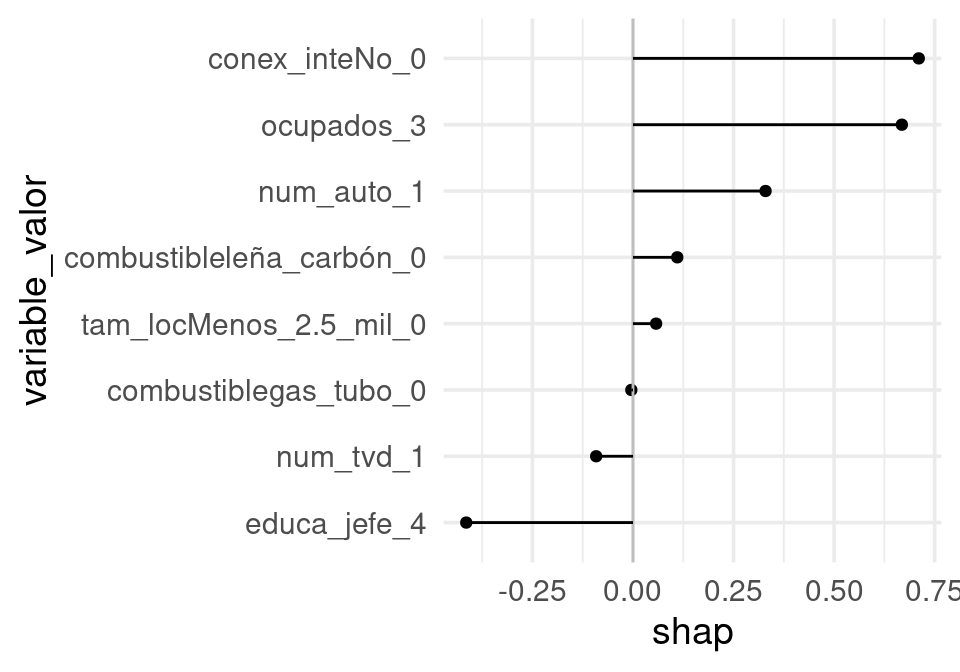 conex_inteNo_0
ocupados_3
num_auto_1
combustibleleña_carbón_0
tam_locMenos_2.5_mil_0
combustiblegas_tubo_0
num_tvd_1
educa_jefe_4
variable_valor
-0.25 0.00 0.25 0.50 0.75
shap